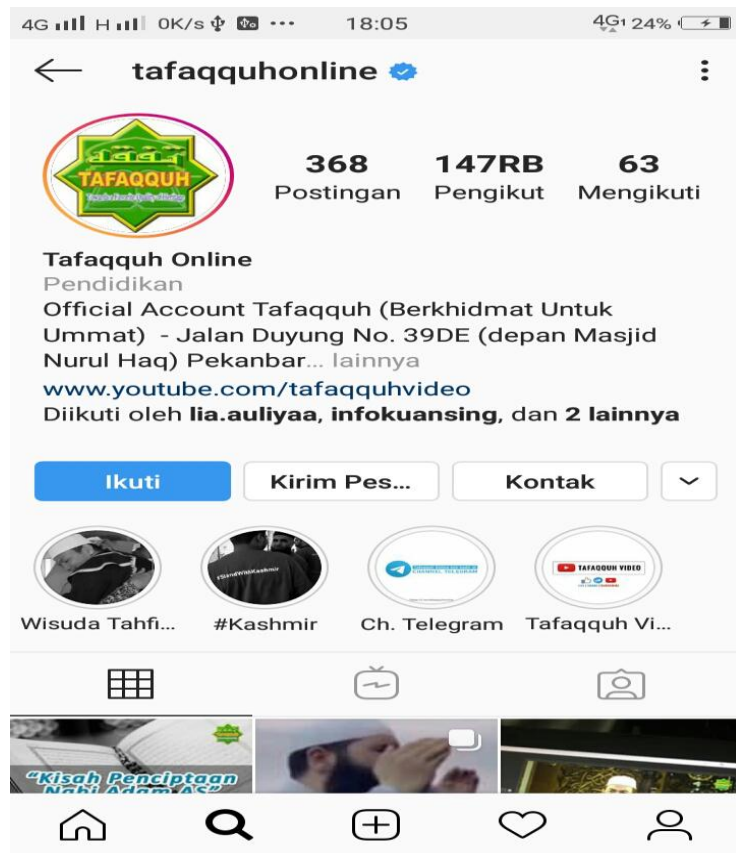 4G H 0K/s 18:05 4G1 24%
tafaqquhonline
TAFAQQUH
368 147RB 63
Postingan Pengikut Mengikuti
Tafaqquh Online
Pendidikan
Official Account Tafaqquh (Berkhidmat Untuk
Ummat) - Jalan Duyung No. 39DE (depan Masjid
Nurul Haq) Pekanbar... lainnya
www.youtube.com/tafaqquhvideo
Diikuti oleh lia.auliyaa, infokuansing, dan 2 lainnya
Ikuti Kirim Pes... Kontak
#StandWithKashmir
TAFAQQUH VIDEO
Wisuda Tahfi... #Kashmir Ch. Telegram Tafaqquh Vi...
"Kisah Penciptaan
Nabi Adam AS"